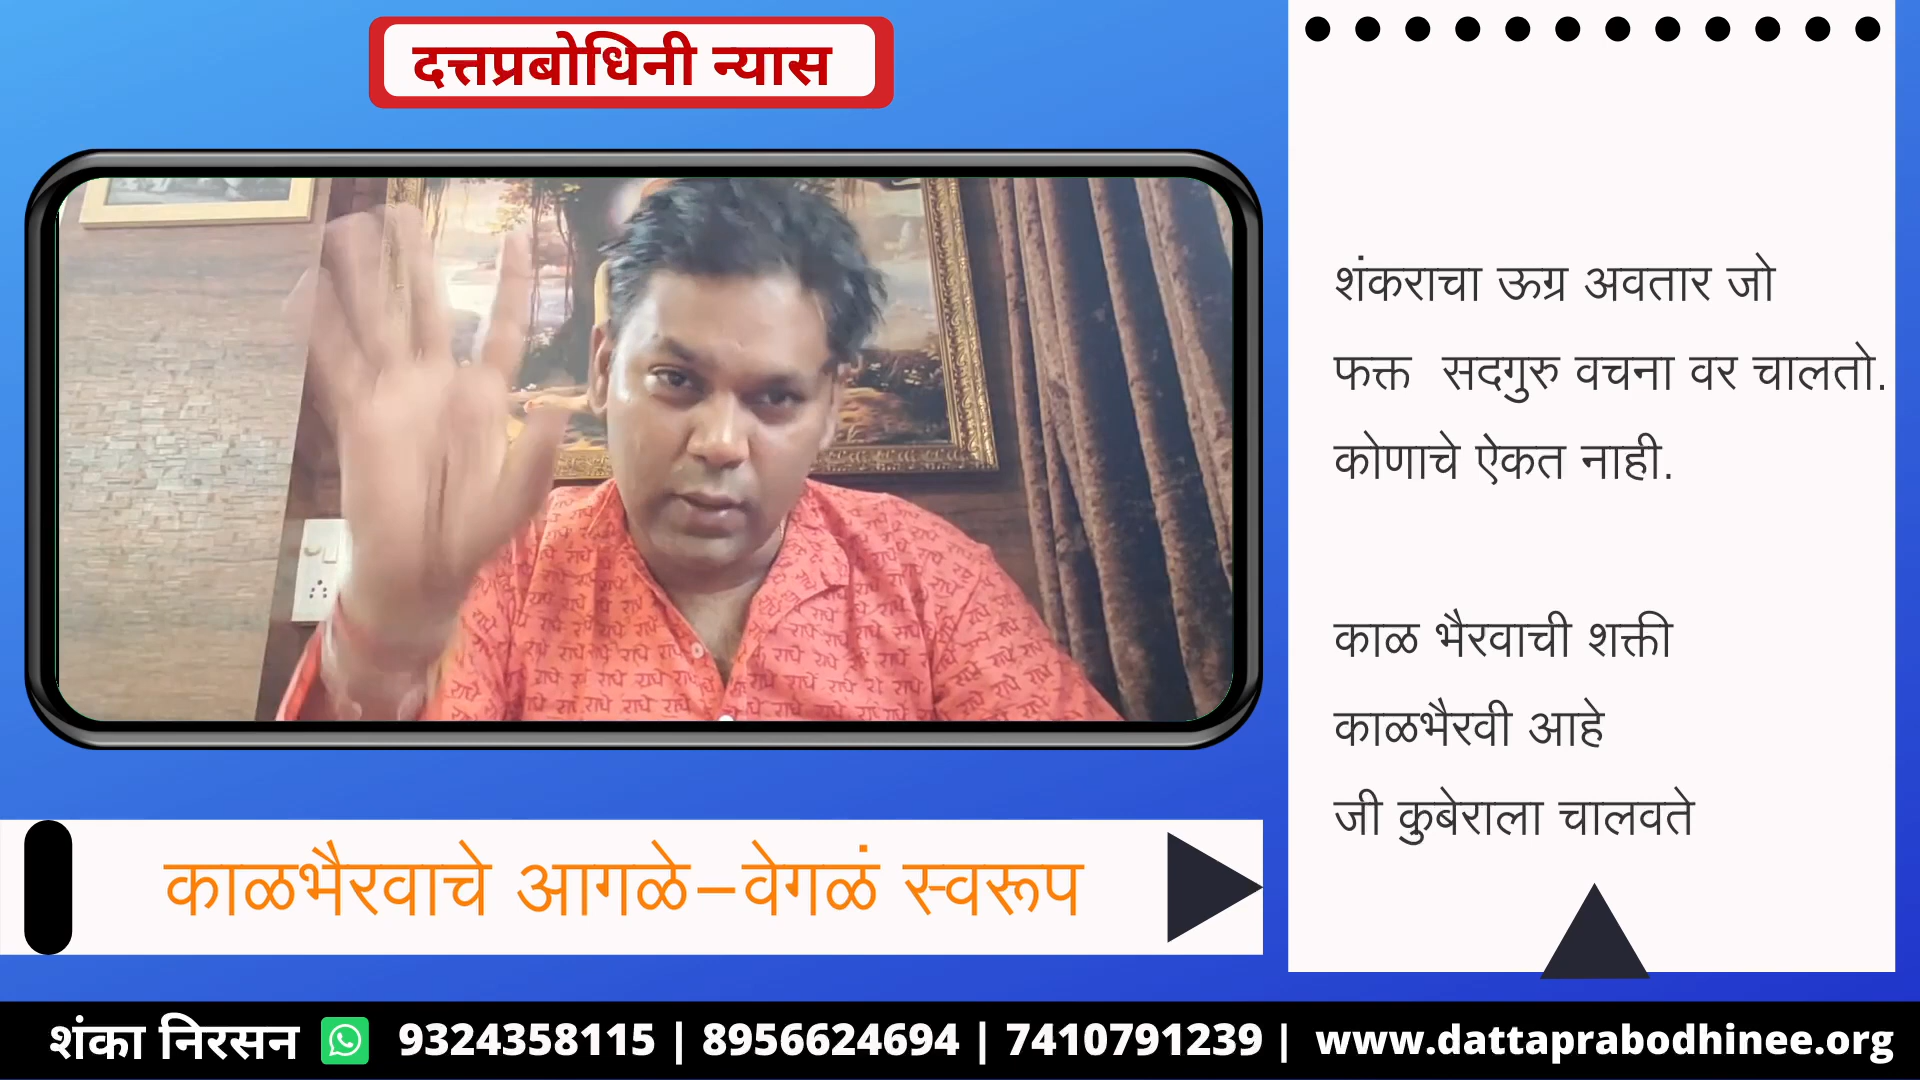 दत्तप्रबोधिनी न्यास
शंकराचा ऊग्र अवतार जो
फक्त सदगुरु वचना वर चालतो.
कोणाचे ऐकत नाही.
काळ भैरवाची शक्ती
काळभैरवी आहे
जी कुबेराला चालवते
काळभैरवाचे आगळे-वेगळं स्वरूप
शंका निरसन 9324358115 | 8956624694 | 7410791239 | www.dattaprabodhinee.org
राधे राधे राधे राधे